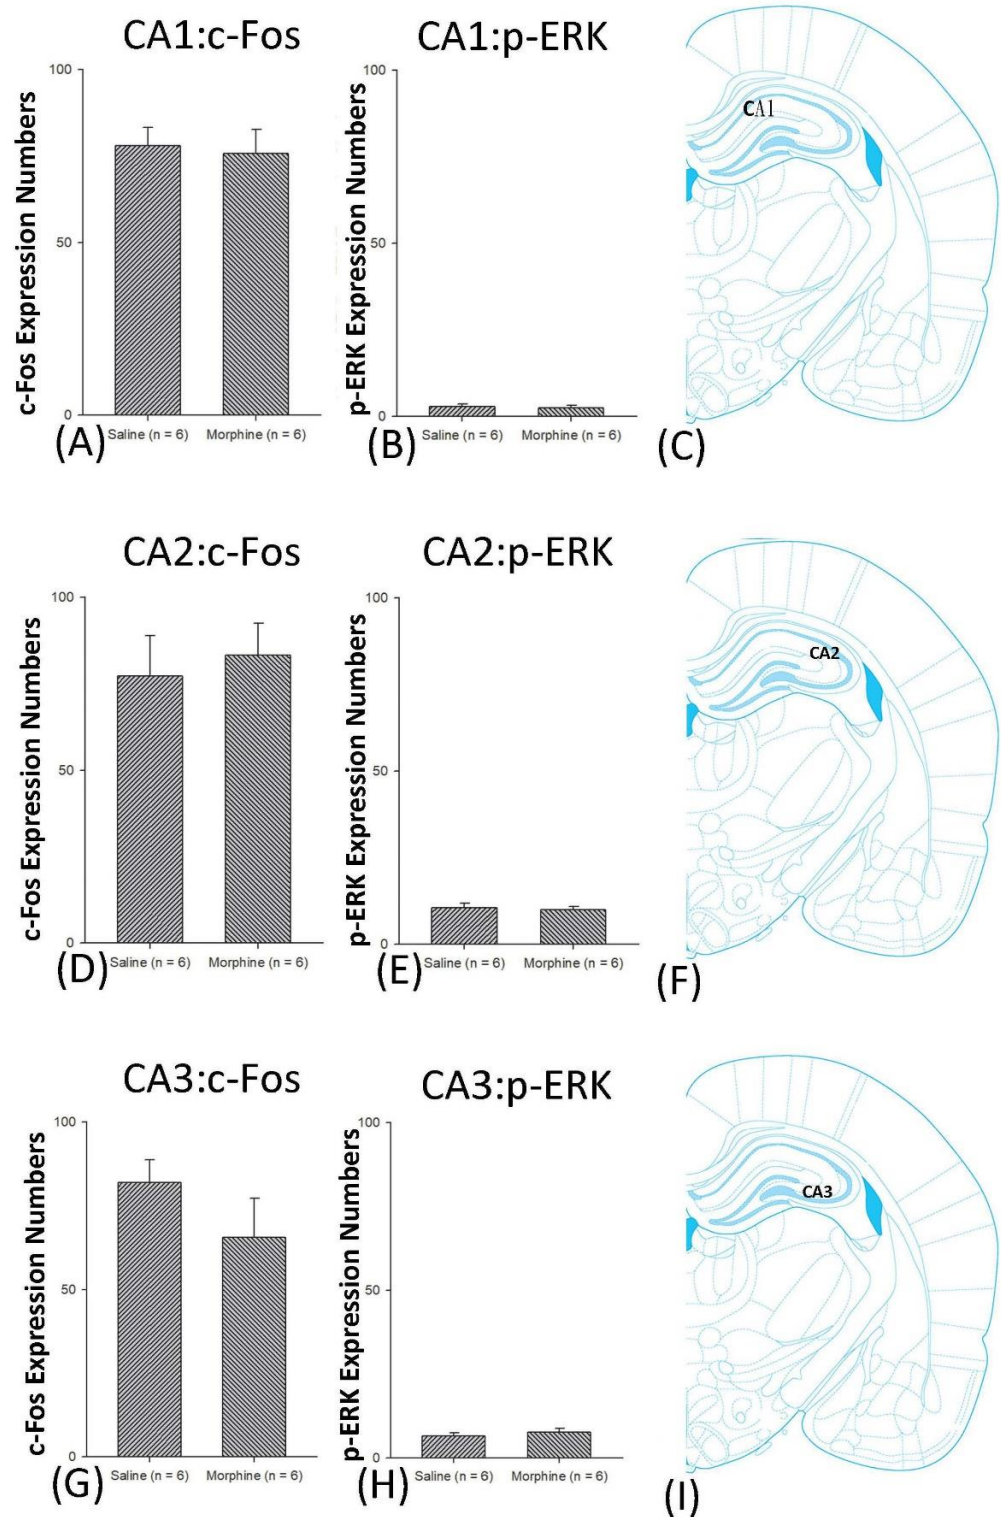 CA1:c-Fos
CA1:p-ERK
c-Fos Expression Numbers
100
50
0
p-ERK Expression Numbers
100
50
0
CA1
(A) Saline (n = 6) Morphine (n = 6)
(B) Saline (n = 6) Morphine (n = 6)
(C)
CA2:c-Fos
CA2:p-ERK
c-Fos Expression Numbers
100
50
0
p-ERK Expression Numbers
100
50
0
CA2
(D) Saline (n = 6) Morphine (n = 6)
(E) Saline (n = 6) Morphine (n = 6)
(F)
CA3:c-Fos
CA3:p-ERK
c-Fos Expression Numbers
100
50
0
p-ERK Expression Numbers
100
50
0
CA3
(G) Saline (n = 6) Morphine (n = 6)
(H) Saline (n = 6) Morphine (n = 6)
(I)